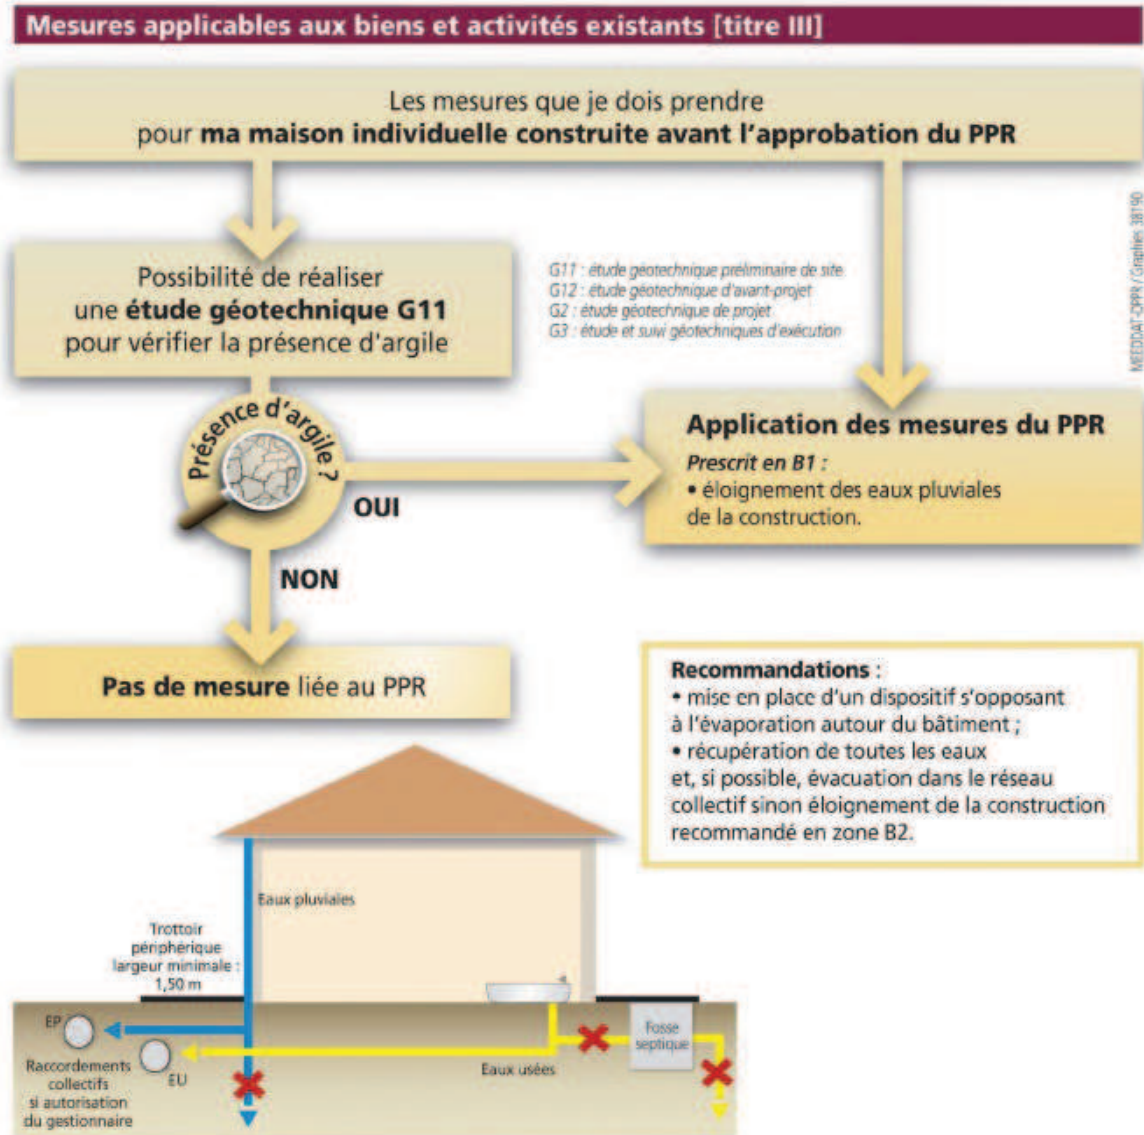 Mesures applicables aux biens et activités existants [titre III]
Les mesures que je dois prendre
pour ma maison individuelle construite avant l'approbation du PPR
Possibilité de réaliser
une étude géotechnique G11
pour vérifier la présence d'argile
G11 : étude géotechnique préliminaire de site
G12 : étude géotechnique d'avant-projet
G2 : étude géotechnique de projet
G3 : étude et suivi géotechniques d'exécution
MEEDDAT-DPPR / Graphies 38190
Présence d'argile ?
OUI
NON
Application des mesures du PPR
Prescrit en B1 :
• éloignement des eaux pluviales
de la construction.
Pas de mesure liée au PPR
Recommandations :
• mise en place d'un dispositif s'opposant
à l'évaporation autour du bâtiment ;
• récupération de toutes les eaux
et, si possible, évacuation dans le réseau
collectif sinon éloignement de la construction
recommandé en zone B2.
Eaux pluviales
Trottoir
périphérique
largeur minimale :
1,50 m
EP
EU
Raccordements
collectifs
si autorisation
du gestionnaire
Eaux usées
Fosse
septique